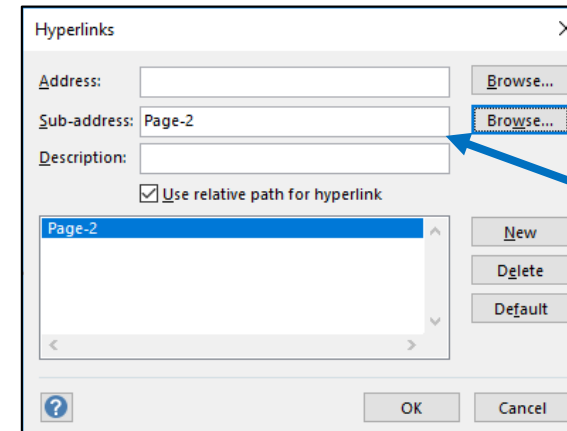 Hyperlinks
Address: Browse...
Sub-address: Page-2 Browse...
Description:
Use relative path for hyperlink
Page-2
New
Delete
Default
? OK Cancel